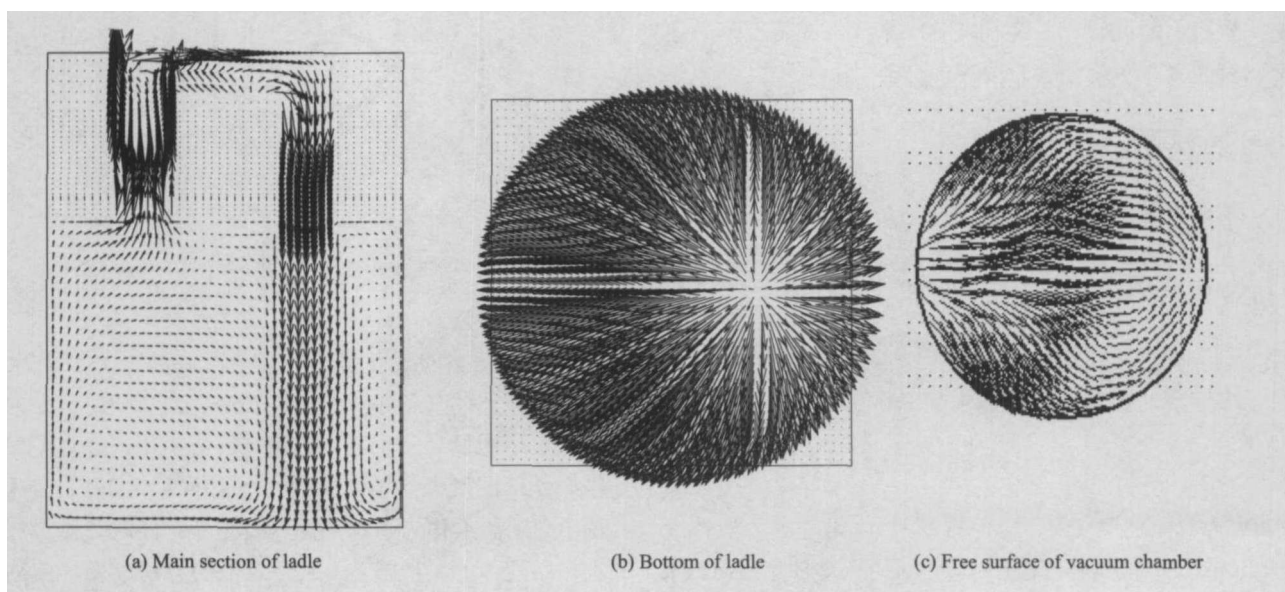 (a) Main section of ladle
(b) Bottom of ladle
(c) Free surface of vacuum chamber